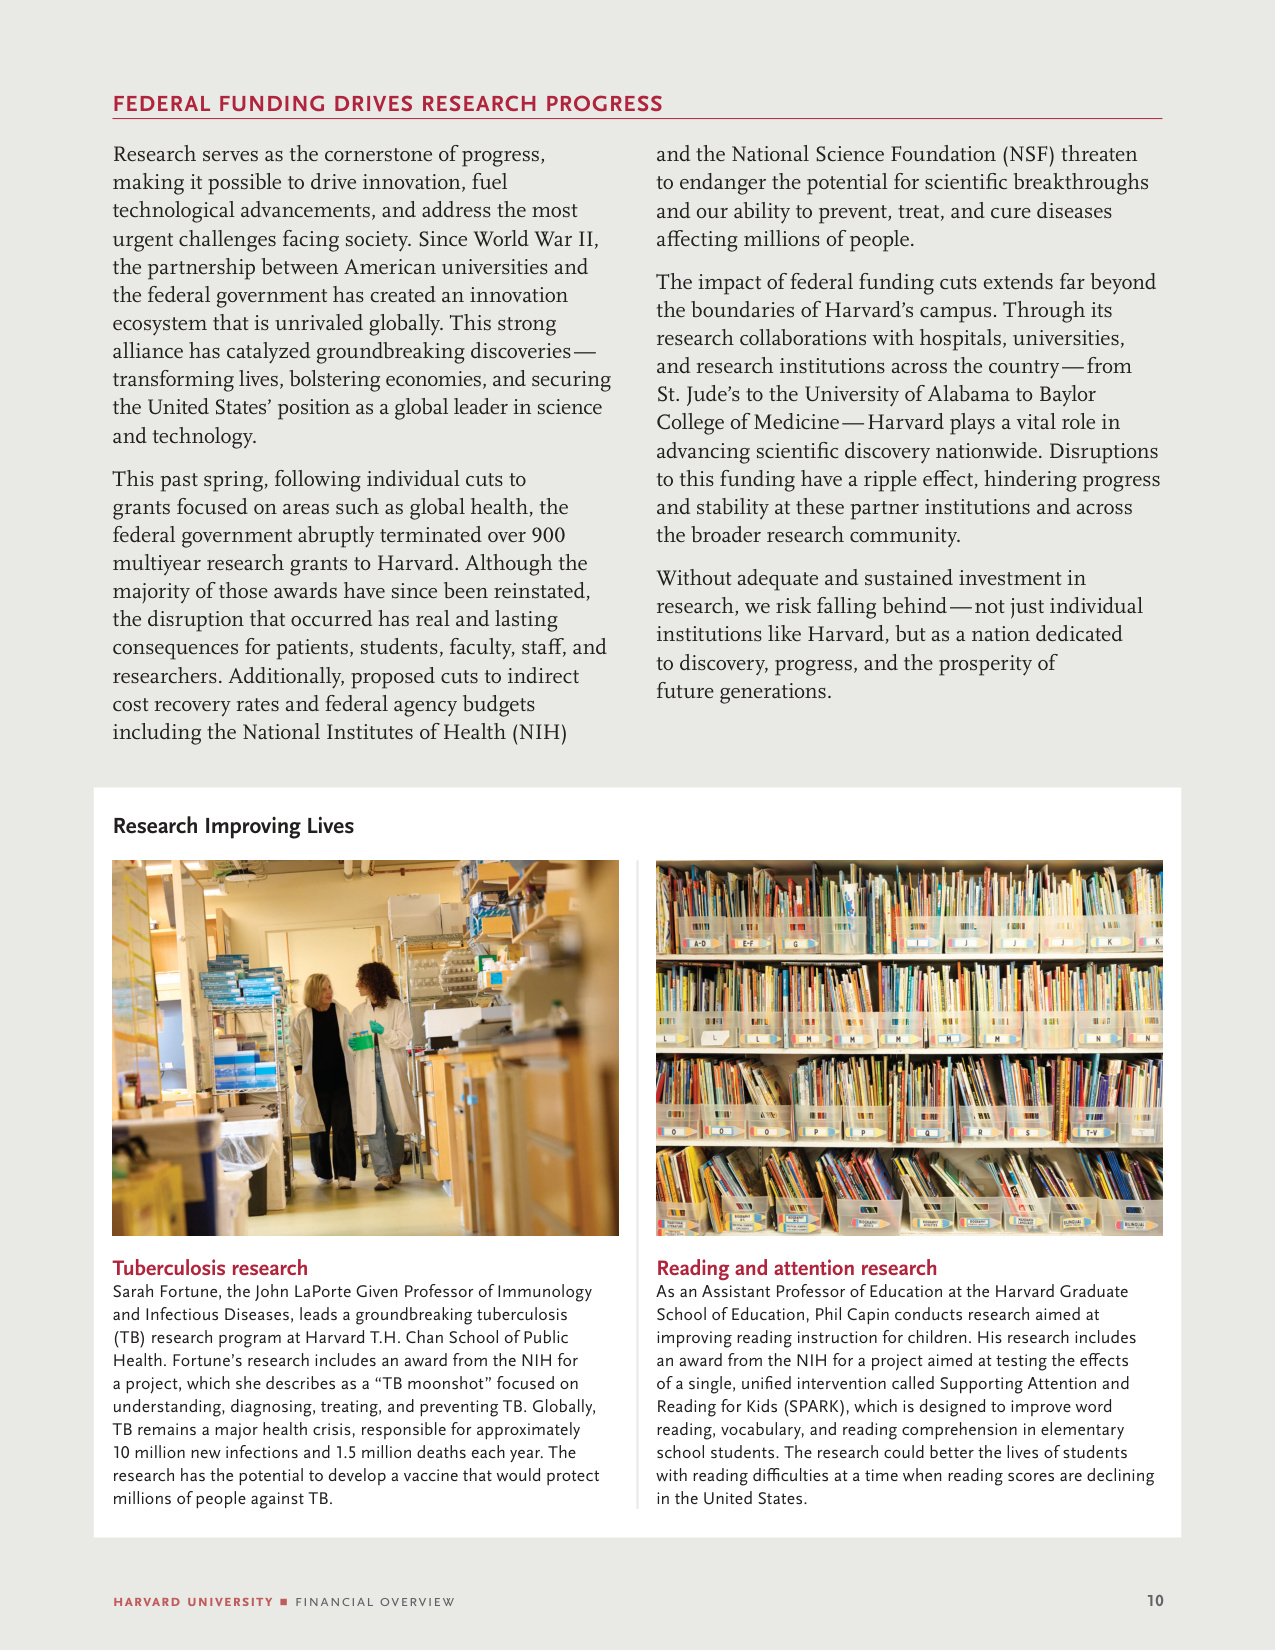 FEDERAL FUNDING DRIVES RESEARCH PROGRESS
Research serves as the cornerstone of progress,
making it possible to drive innovation, fuel
technological advancements, and address the most
urgent challenges facing society. Since World War II,
the partnership between American universities and
the federal government has created an innovation
ecosystem that is unrivaled globally. This strong
alliance has catalyzed groundbreaking discoveries—
transforming lives, bolstering economies, and securing
the United States’ position as a global leader in science
and technology.
This past spring, following individual cuts to
grants focused on areas such as global health, the
federal government abruptly terminated over 900
multiyear research grants to Harvard. Although the
majority of those awards have since been reinstated,
the disruption that occurred has real and lasting
consequences for patients, students, faculty, staff, and
researchers. Additionally, proposed cuts to indirect
cost recovery rates and federal agency budgets
including the National Institutes of Health (NIH)
and the National Science Foundation (NSF) threaten
to endanger the potential for scientific breakthroughs
and our ability to prevent, treat, and cure diseases
affecting millions of people.
The impact of federal funding cuts extends far beyond
the boundaries of Harvard’s campus. Through its
research collaborations with hospitals, universities,
and research institutions across the country—from
St. Jude’s to the University of Alabama to Baylor
College of Medicine—Harvard plays a vital role in
advancing scientific discovery nationwide. Disruptions
to this funding have a ripple effect, hindering progress
and stability at these partner institutions and across
the broader research community.
Without adequate and sustained investment in
research, we risk falling behind—not just individual
institutions like Harvard, but as a nation dedicated
to discovery, progress, and the prosperity of
future generations.
Research Improving Lives
A-D E-F G I J J J K K
L L L M M M M M N N
O O O P P Q R S T-V
BILINGUAL BILINGUAL
Tuberculosis research
Sarah Fortune, the John LaPorte Given Professor of Immunology
and Infectious Diseases, leads a groundbreaking tuberculosis
(TB) research program at Harvard T.H. Chan School of Public
Health. Fortune’s research includes an award from the NIH for
a project, which she describes as a “TB moonshot” focused on
understanding, diagnosing, treating, and preventing TB. Globally,
TB remains a major health crisis, responsible for approximately
10 million new infections and 1.5 million deaths each year. The
research has the potential to develop a vaccine that would protect
millions of people against TB.
Reading and attention research
As an Assistant Professor of Education at the Harvard Graduate
School of Education, Phil Capin conducts research aimed at
improving reading instruction for children. His research includes
an award from the NIH for a project aimed at testing the effects
of a single, unified intervention called Supporting Attention and
Reading for Kids (SPARK), which is designed to improve word
reading, vocabulary, and reading comprehension in elementary
school students. The research could better the lives of students
with reading difficulties at a time when reading scores are declining
in the United States.
HARVARD UNIVERSITY ■ FINANCIAL OVERVIEW
10